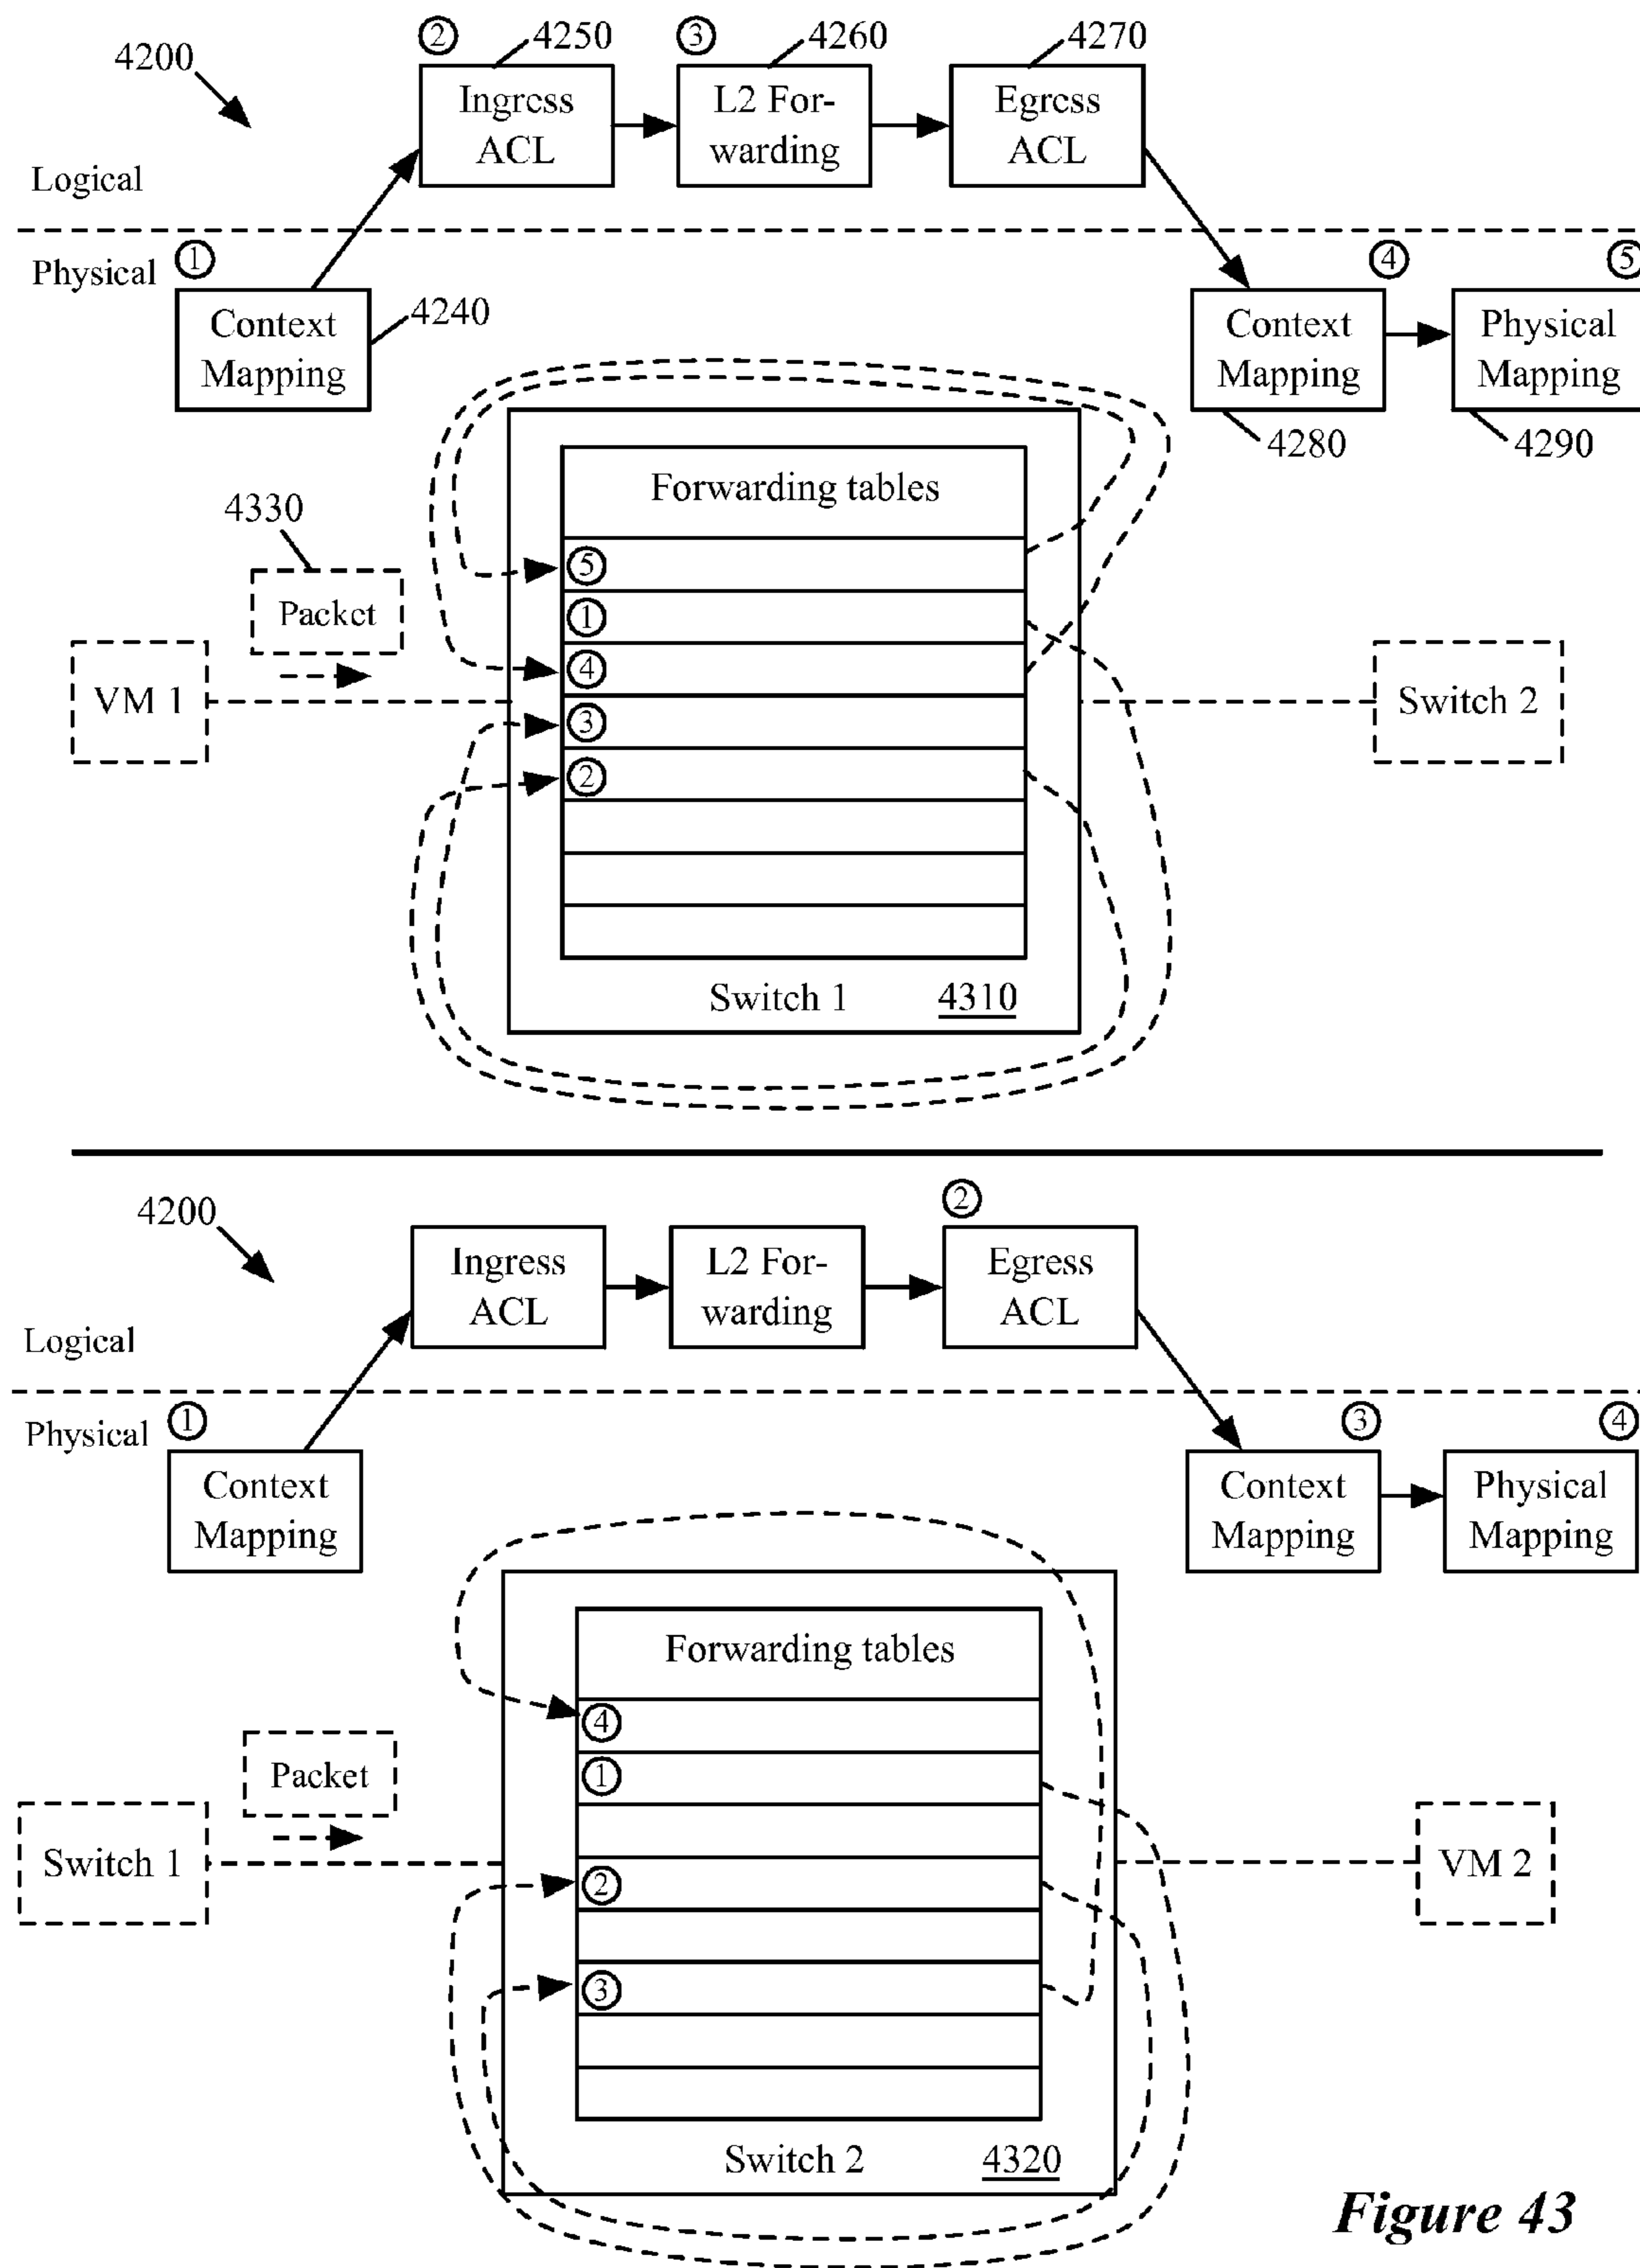 4200
② 4250 ③ 4260 4270
Ingress ACL
L2 For-warding
Egress ACL
Logical
Physical
① ④ ⑤
Context Mapping
4240
Context Mapping
Physical Mapping
4280
4290
4330
Packet
VM 1
Forwarding tables
⑤
①
④
③
②
Switch 2
Switch 1 4310
4200
②
Ingress ACL
L2 For-warding
Egress ACL
Logical
Physical
① ③ ④
Context Mapping
Context Mapping
Physical Mapping
Packet
Switch 1
Forwarding tables
④
①
②
③
VM 2
Switch 2 4320
Figure 43